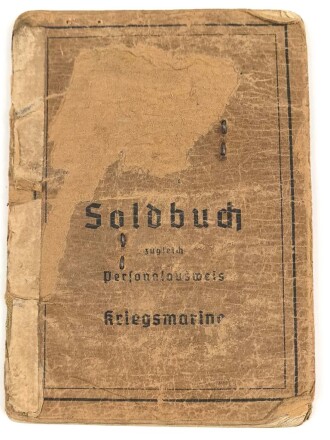 Soldbuch
zugleich
Personalausweis
Kriegsmarine